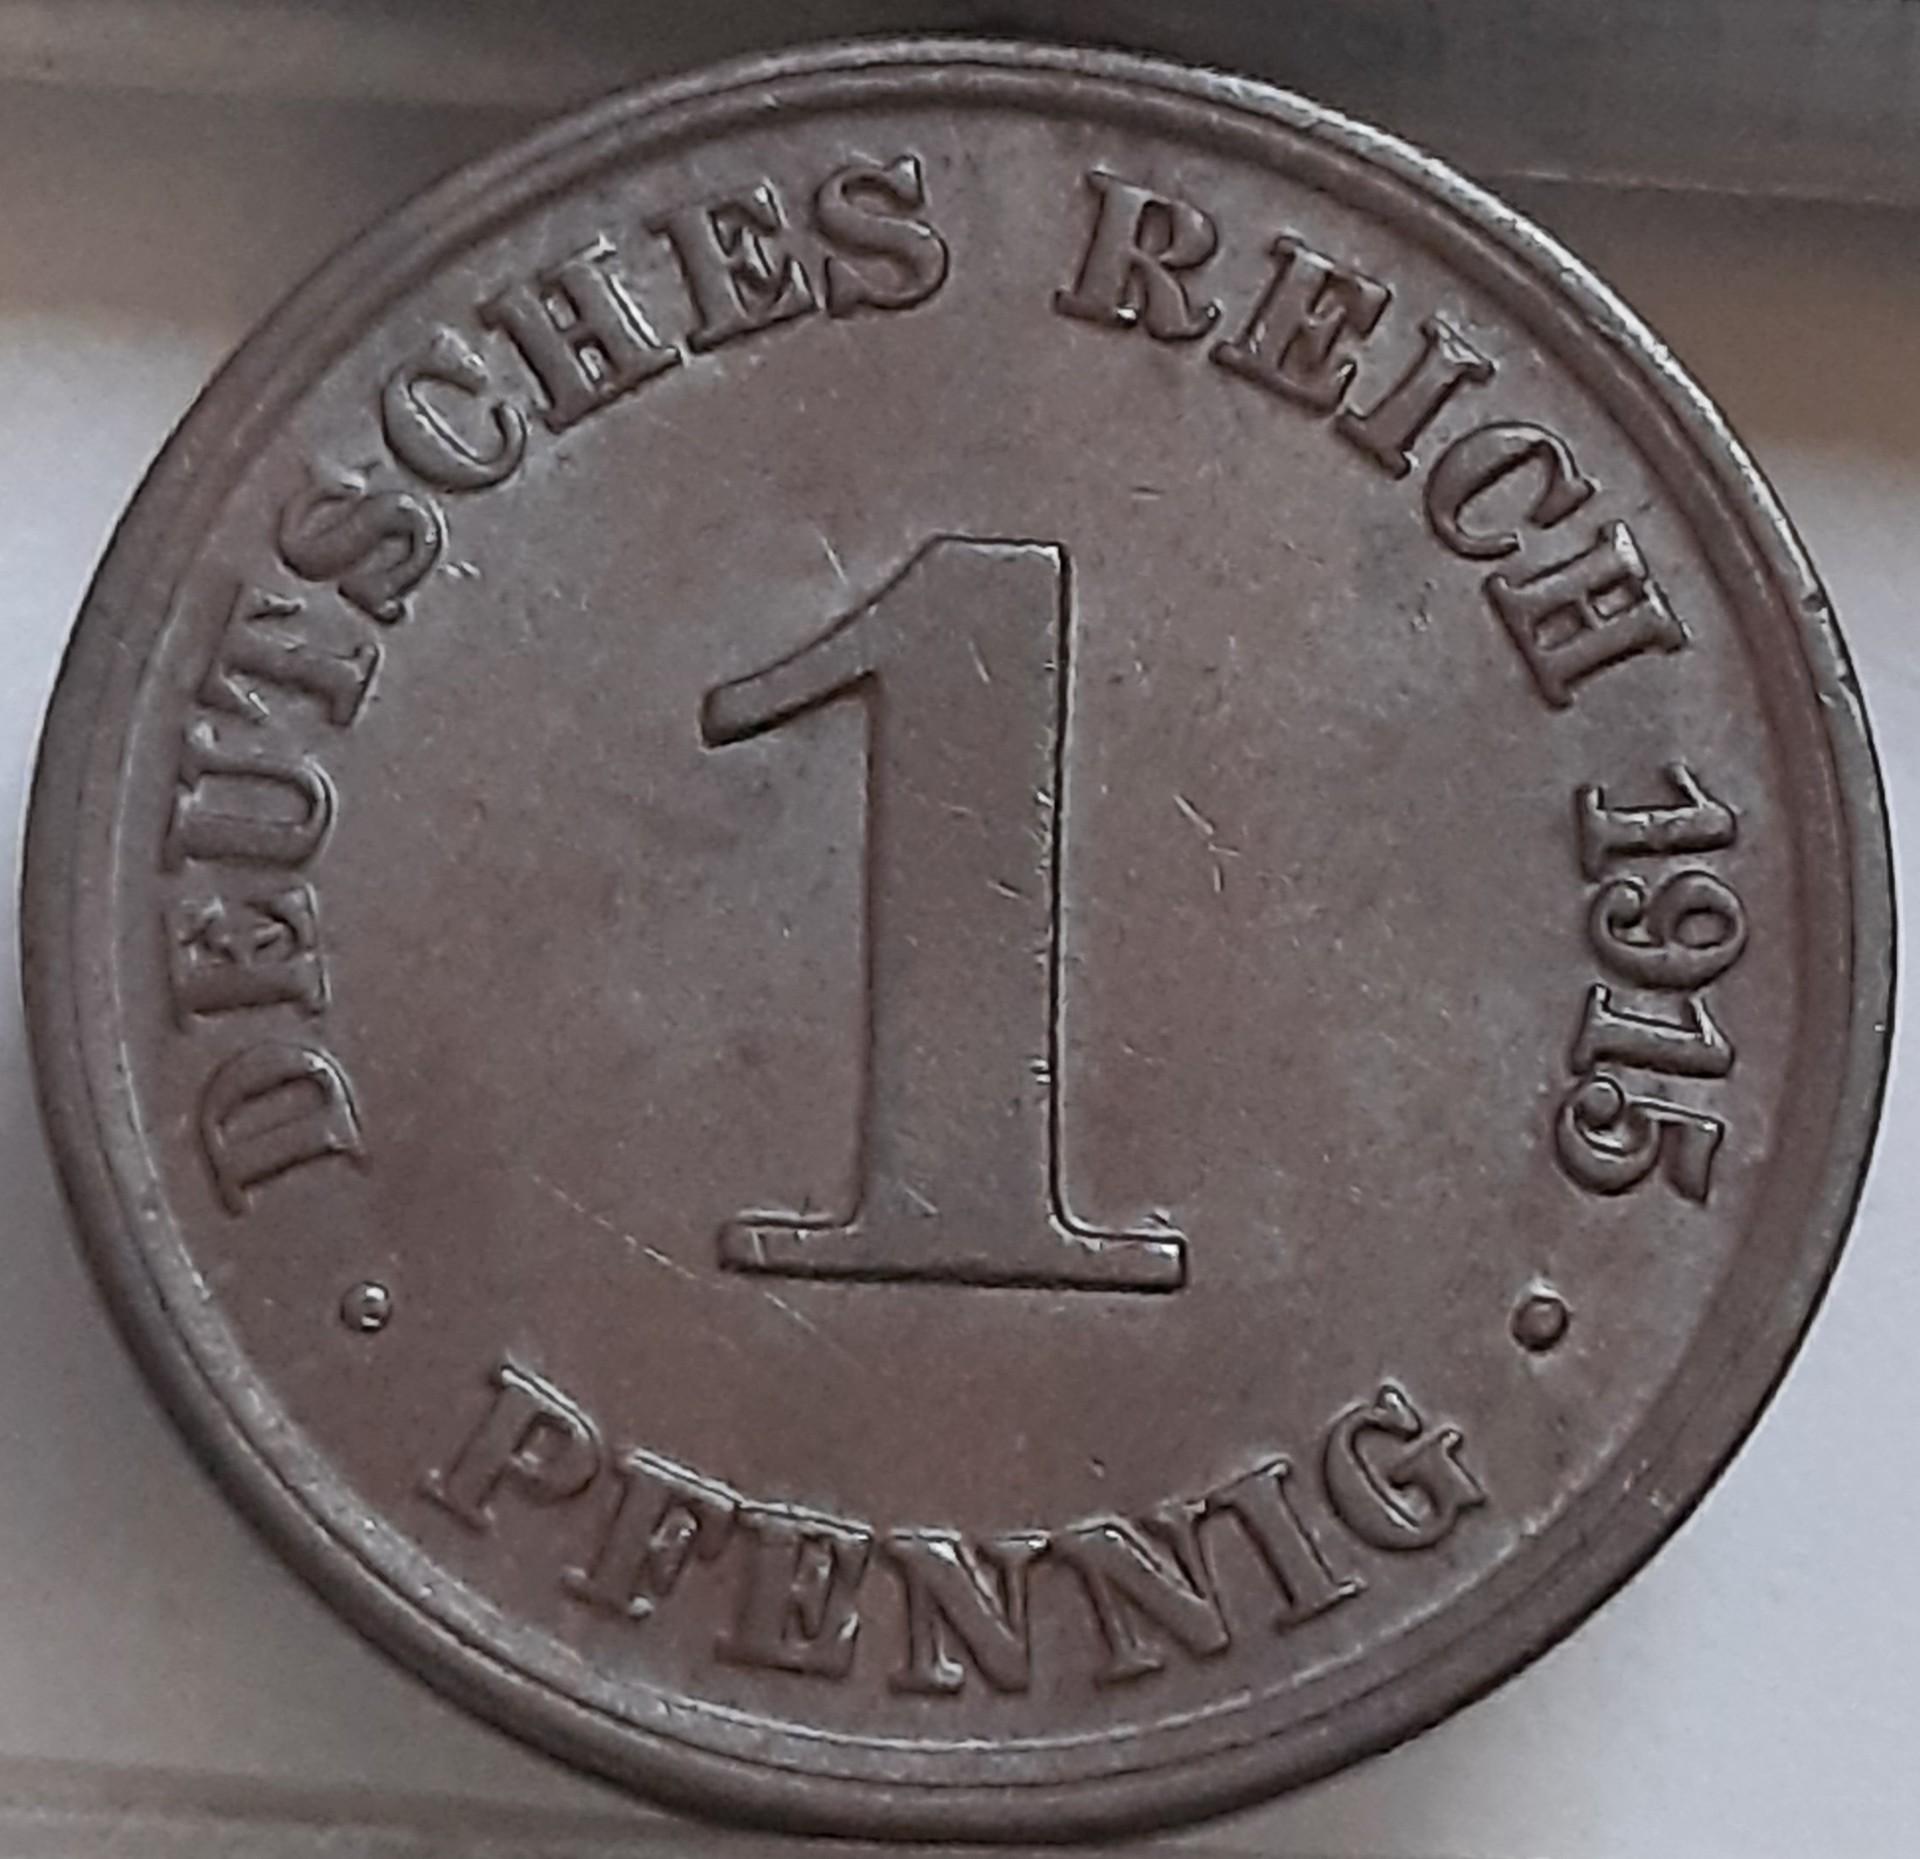 DEUTSCHES REICH 1915
1
• PFENNIG •